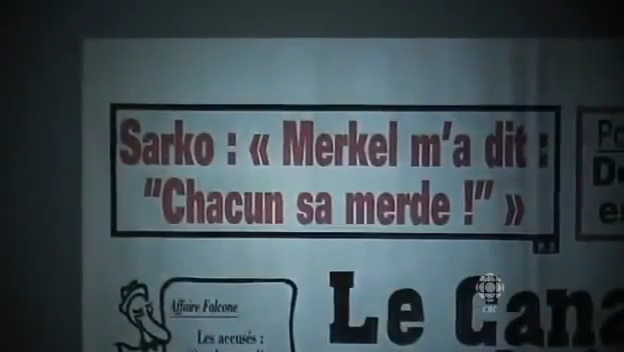 Sarko : « Merkel m'a dit :
“Chacun sa merde !” »
Affaire Falcone
Les accusés :
Le Cana
CBC